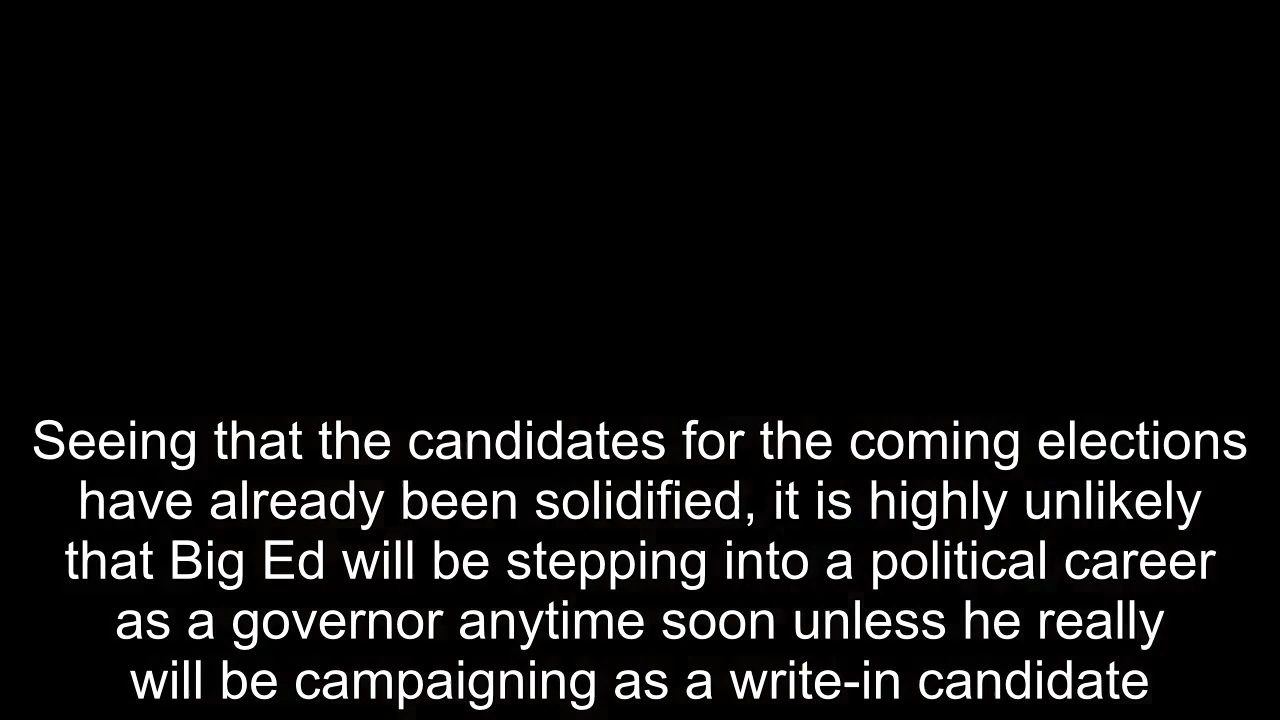 Seeing that the candidates for the coming elections
have already been solidified, it is highly unlikely
that Big Ed will be stepping into a political career
as a governor anytime soon unless he really
will be campaigning as a write-in candidate